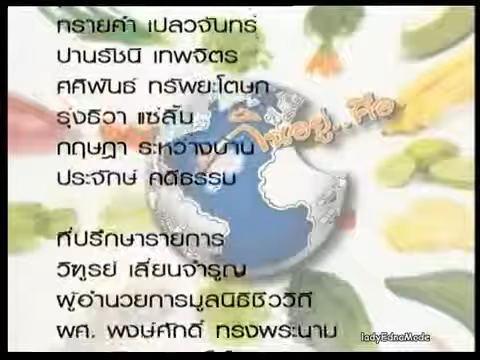 ทรายคำ เปลวจันทร์
ปานรัชนี เทพจิตร
ศศิพันธ์ ทรัพยะโตษก
รุ่งธิวา แซ่ลิ้ม
กฤษฎา ระหว่างบ้าน
ประจักษ์ คดีธรรม
กินอยู่..คือ
ที่ปรึกษารายการ
วิฑูรย์ เลี่ยนจำรูญ
ผู้อำนวยการมูลนิธิชีววิถี
ผศ. พงษ์ศักดิ์ ทรงพระนาม
ladyEdnaMode